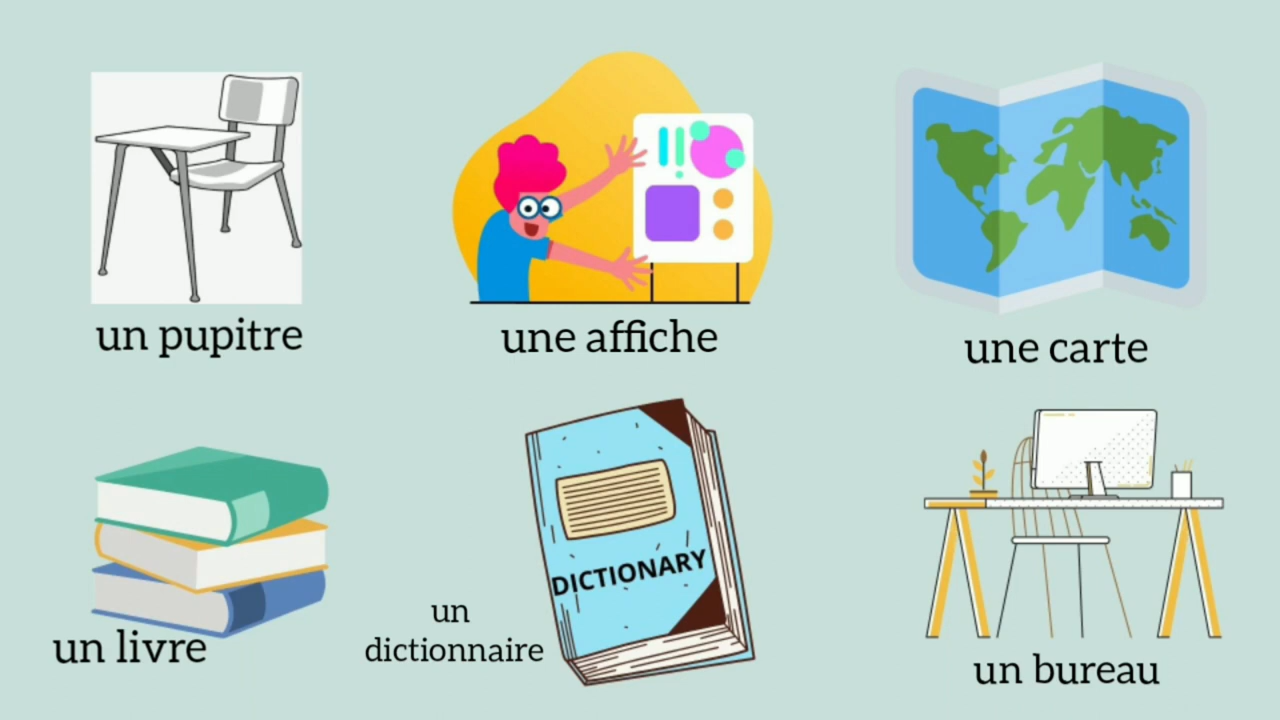 un pupitre
une affiche
une carte
un livre
un
dictionnaire
DICTIONARY
un bureau